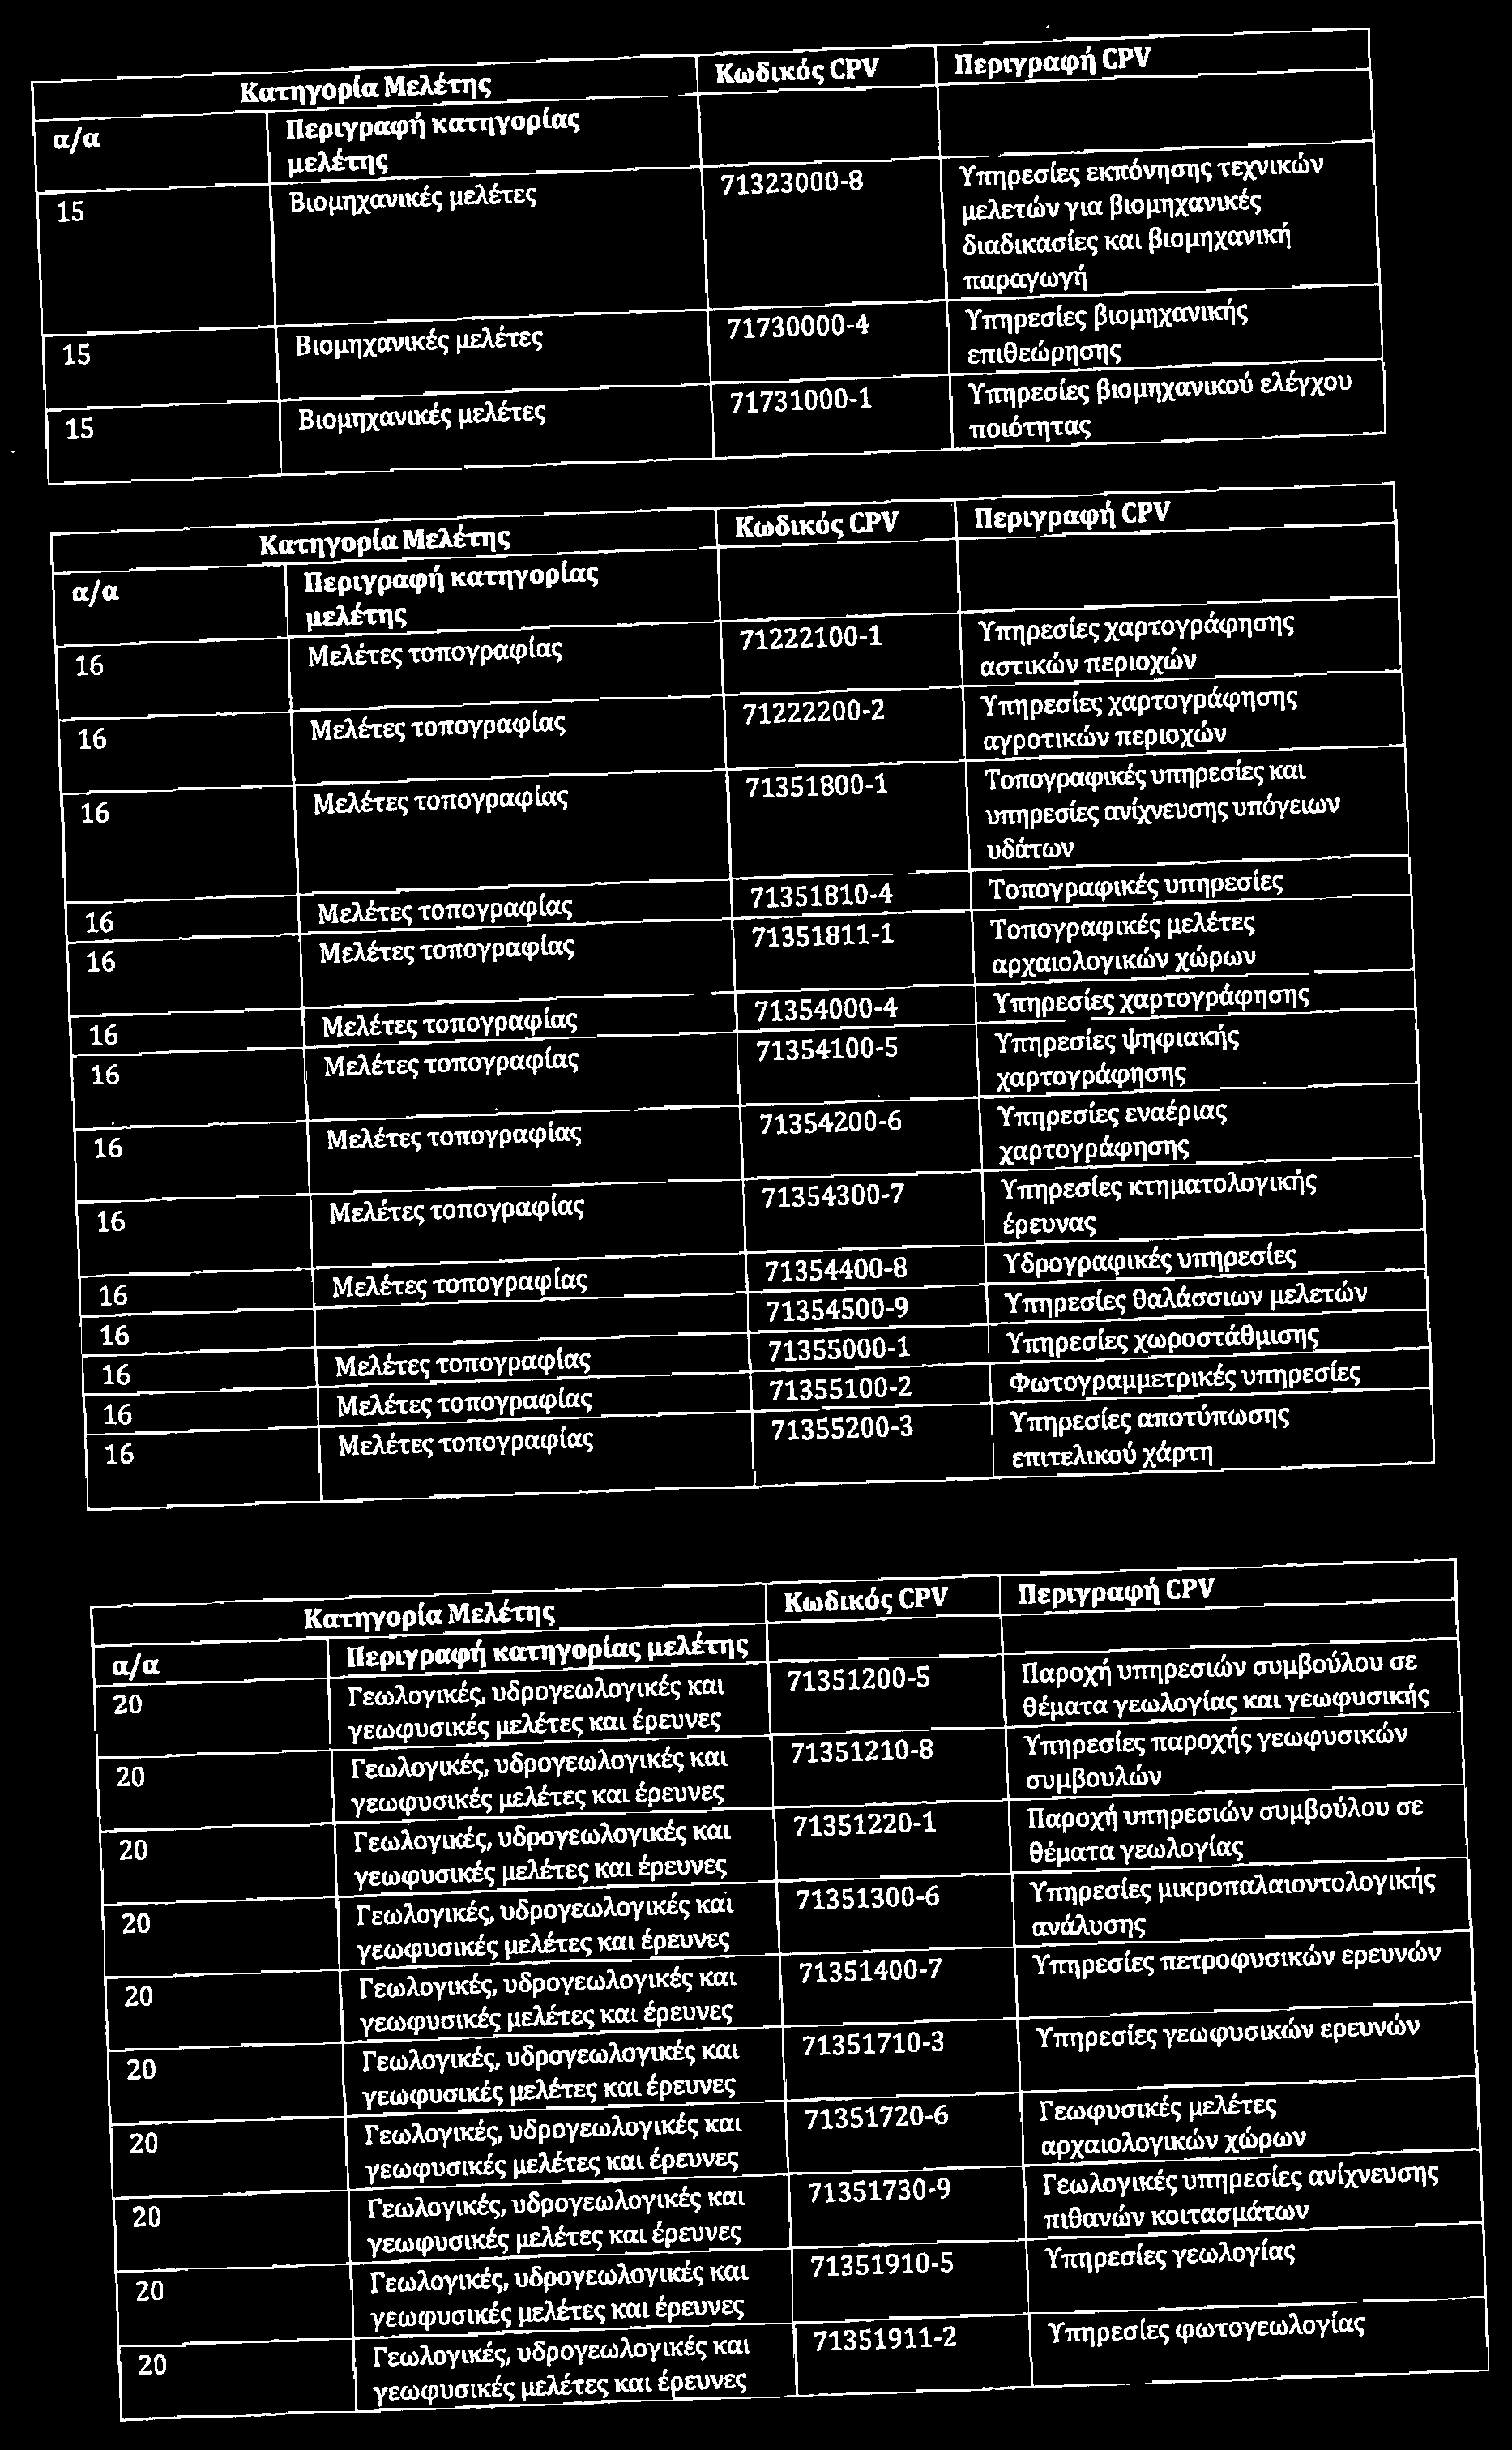 Κατηγορία Μελέτης Κωδικός CPV Περιγραφή CPV
α/α Περιγραφή κατηγορίας
μελέτης
15 Βιομηχανικές μελέτες 71323000-8 Υπηρεσίες εκπόνησης τεχνικών
μελετών για βιομηχανικές
διαδικασίες και βιομηχανική
παραγωγή
15 Βιομηχανικές μελέτες 71730000-4 Υπηρεσίες βιομηχανικής
επιθεώρησης
15 Βιομηχανικές μελέτες 71731000-1 Υπηρεσίες βιομηχανικού ελέγχου
ποιότητας
Κατηγορία Μελέτης Κωδικός CPV Περιγραφή CPV
α/α Περιγραφή κατηγορίας
μελέτης
16 Μελέτες τοπογραφίας 71222100-1 Υπηρεσίες χαρτογράφησης
αστικών περιοχών
16 Μελέτες τοπογραφίας 71222200-2 Υπηρεσίες χαρτογράφησης
αγροτικών περιοχών
16 Μελέτες τοπογραφίας 71351800-1 Τοπογραφικές υπηρεσίες και
υπηρεσίες ανίχνευσης υπόγειων
υδάτων
16 Μελέτες τοπογραφίας 71351810-4 Τοπογραφικές υπηρεσίες
16 Μελέτες τοπογραφίας 71351811-1 Τοπογραφικές μελέτες
αρχαιολογικών χώρων
16 Μελέτες τοπογραφίας 71354000-4 Υπηρεσίες χαρτογράφησης
16 Μελέτες τοπογραφίας 71354100-5 Υπηρεσίες ψηφιακής
χαρτογράφησης
16 Μελέτες τοπογραφίας 71354200-6 Υπηρεσίες εναέριας
χαρτογράφησης
16 Μελέτες τοπογραφίας 71354300-7 Υπηρεσίες κτηματολογικής
έρευνας
16 Μελέτες τοπογραφίας 71354400-8 Υδρογραφικές υπηρεσίες
16 71354500-9 Υπηρεσίες θαλάσσιων μελετών
16 Μελέτες τοπογραφίας 71355000-1 Υπηρεσίες χωροστάθμισης
16 Μελέτες τοπογραφίας 71355100-2 Φωτογραμμετρικές υπηρεσίες
16 Μελέτες τοπογραφίας 71355200-3 Υπηρεσίες αποτύπωσης
επιτελικού χάρτη
Κατηγορία Μελέτης Κωδικός CPV Περιγραφή CPV
α/α Περιγραφή κατηγορίας μελέτης
20 Γεωλογικές, υδρογεωλογικές και 71351200-5 Παροχή υπηρεσιών συμβούλου σε
γεωφυσικές μελέτες και έρευνες θέματα γεωλογίας και γεωφυσικής
20 Γεωλογικές, υδρογεωλογικές και 71351210-8 Υπηρεσίες παροχής γεωφυσικών
γεωφυσικές μελέτες και έρευνες συμβουλών
20 Γεωλογικές, υδρογεωλογικές και 71351220-1 Παροχή υπηρεσιών συμβούλου σε
γεωφυσικές μελέτες και έρευνες θέματα γεωλογίας
20 Γεωλογικές, υδρογεωλογικές και 71351300-6 Υπηρεσίες μικροπαλαιοντολογικής
γεωφυσικές μελέτες και έρευνες ανάλυσης
20 Γεωλογικές, υδρογεωλογικές και 71351400-7 Υπηρεσίες πετροφυσικών ερευνών
γεωφυσικές μελέτες και έρευνες
20 Γεωλογικές, υδρογεωλογικές και 71351710-3 Υπηρεσίες γεωφυσικών ερευνών
γεωφυσικές μελέτες και έρευνες
20 Γεωλογικές, υδρογεωλογικές και 71351720-6 Γεωφυσικές μελέτες
γεωφυσικές μελέτες και έρευνες αρχαιολογικών χώρων
20 Γεωλογικές, υδρογεωλογικές και 71351730-9 Γεωλογικές υπηρεσίες ανίχνευσης
γεωφυσικές μελέτες και έρευνες πιθανών κοιτασμάτων
20 Γεωλογικές, υδρογεωλογικές και 71351910-5 Υπηρεσίες γεωλογίας
γεωφυσικές μελέτες και έρευνες
20 Γεωλογικές, υδρογεωλογικές και 71351911-2 Υπηρεσίες φωτογεωλογίας
γεωφυσικές μελέτες και έρευνες